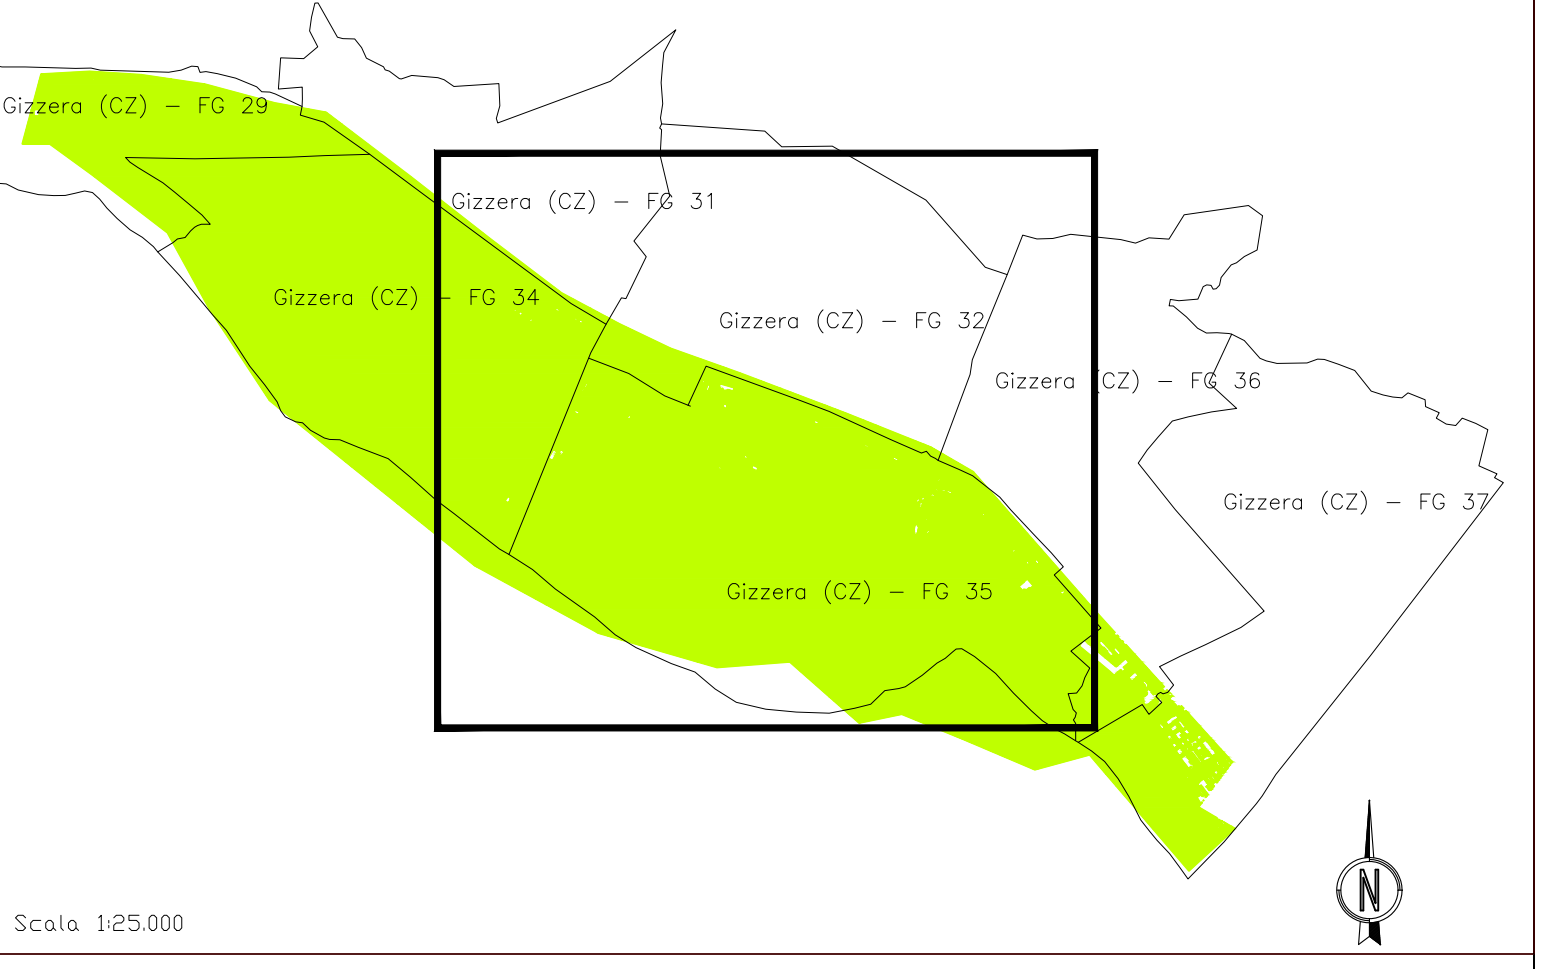 Gizzera (CZ) - FG 29
Gizzera (CZ) - FG 31
Gizzera (CZ) - FG 34
Gizzera (CZ) - FG 32
Gizzera (CZ) - FG 36
Gizzera (CZ) - FG 37
Gizzera (CZ) - FG 35
N
Scala 1:25.000